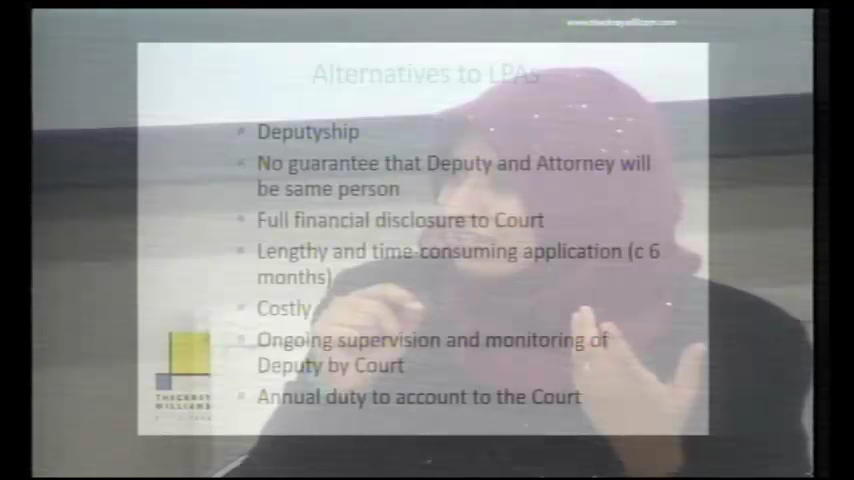 Alternatives to LPAs
• Deputyship
• No guarantee that Deputy and Attorney will
be same person
• Full financial disclosure to Court
• Lengthy and time-consuming application (c 6
months)
• Costly
• Ongoing supervision and monitoring of
Deputy by Court
• Annual duty to account to the Court
THACKRAY
WILLIAMS